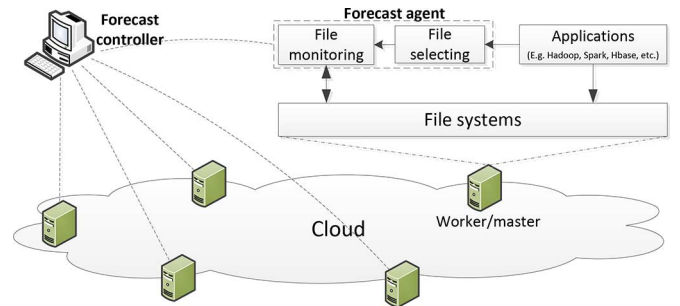 Forecast
controller
Forecast agent
File
monitoring
File
selecting
Applications
(E.g. Hadoop, Spark, Hbase, etc.)
File systems
Worker/master
Cloud